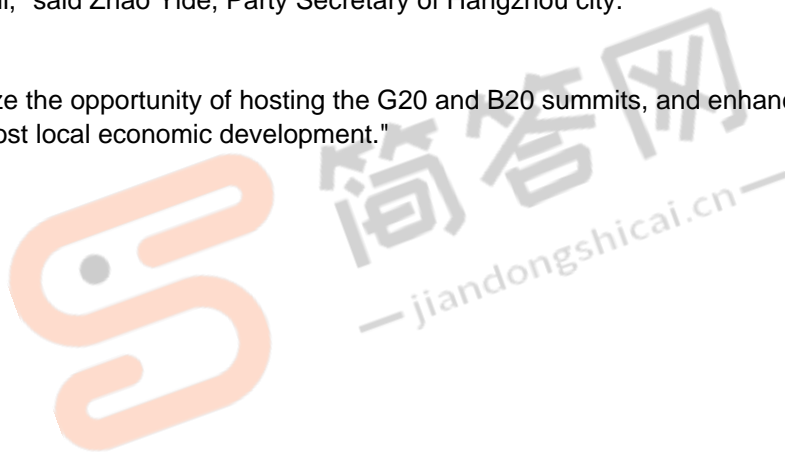 said Zhao Yide, Party Secretary of Hangzhou city.
ze the opportunity of hosting the G20 and B20 summits, and enhanc
ost local economic development."
简答网
jiandongshicai.cn